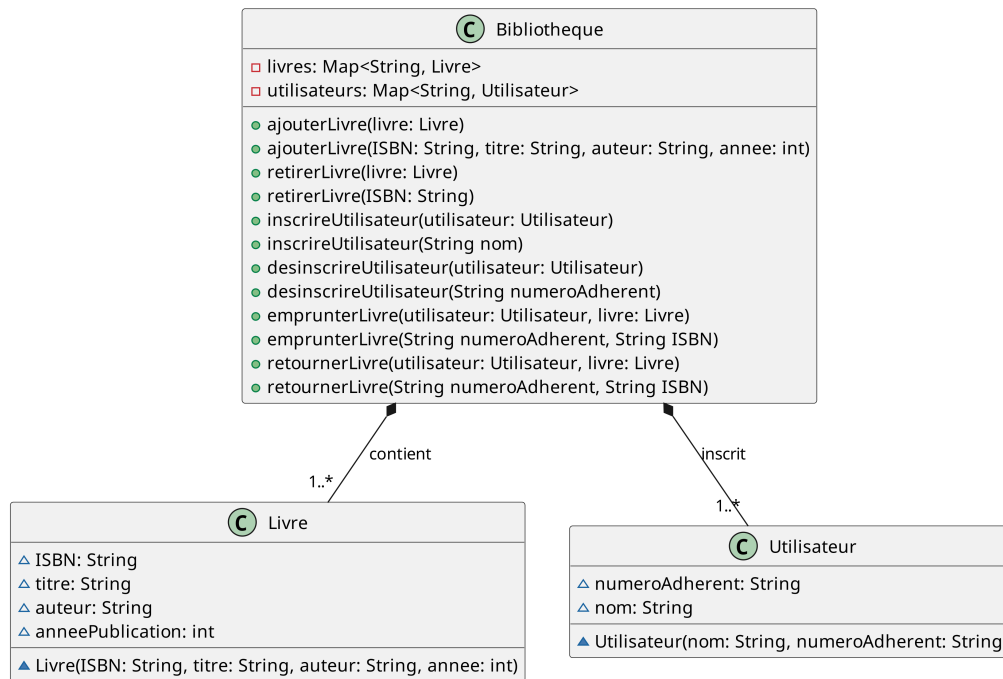 C Bibliotheque
livres: Map<String, Livre>
utilisateurs: Map<String, Utilisateur>
ajouterLivre(livre: Livre)
ajouterLivre(ISBN: String, titre: String, auteur: String, annee: int)
retirerLivre(livre: Livre)
retirerLivre(ISBN: String)
inscrireUtilisateur(utilisateur: Utilisateur)
inscrireUtilisateur(String nom)
desinscrireUtilisateur(utilisateur: Utilisateur)
desinscrireUtilisateur(String numeroAdherent)
emprunterLivre(utilisateur: Utilisateur, livre: Livre)
emprunterLivre(String numeroAdherent, String ISBN)
retournerLivre(utilisateur: Utilisateur, livre: Livre)
retournerLivre(String numeroAdherent, String ISBN)
contient
1..*
inscrit
1..*
C Livre
ISBN: String
titre: String
auteur: String
anneePublication: int
Livre(ISBN: String, titre: String, auteur: String, annee: int)
C Utilisateur
numeroAdherent: String
nom: String
Utilisateur(nom: String, numeroAdherent: String